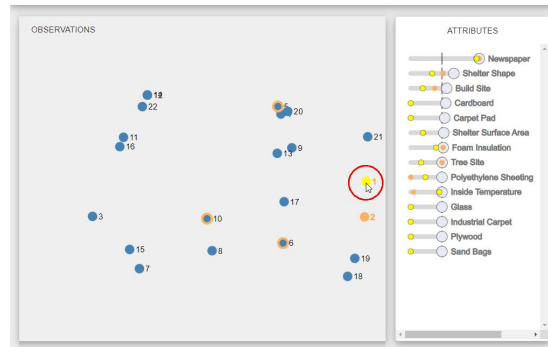 OBSERVATIONS
ATTRIBUTES
Newspaper
Shelter Shape
Build Site
Cardboard
Carpet Pad
Shelter Surface Area
Foam Insulation
Tree Site
Polyethylene Sheeting
Inside Temperature
Glass
Industrial Carpet
Plywood
Sand Bags
22
5
20
11
16
9
13
21
1
17
3
10
2
6
15
8
7
19
18